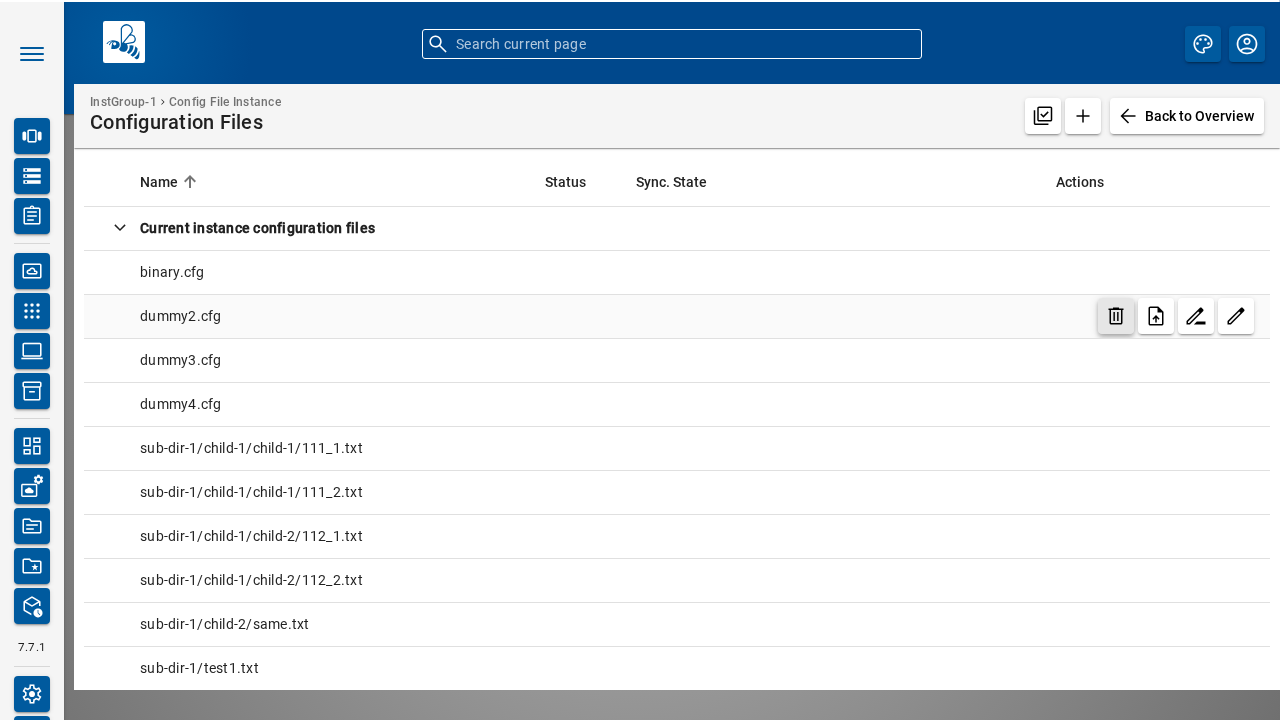 Search current page
InstGroup-1 › Config File Instance
Configuration Files
Back to Overview
Name Status Sync. State Actions
Current instance configuration files
binary.cfg
dummy2.cfg
dummy3.cfg
dummy4.cfg
sub-dir-1/child-1/child-1/111_1.txt
sub-dir-1/child-1/child-1/111_2.txt
sub-dir-1/child-1/child-2/112_1.txt
sub-dir-1/child-1/child-2/112_2.txt
sub-dir-1/child-2/same.txt
sub-dir-1/test1.txt
7.7.1